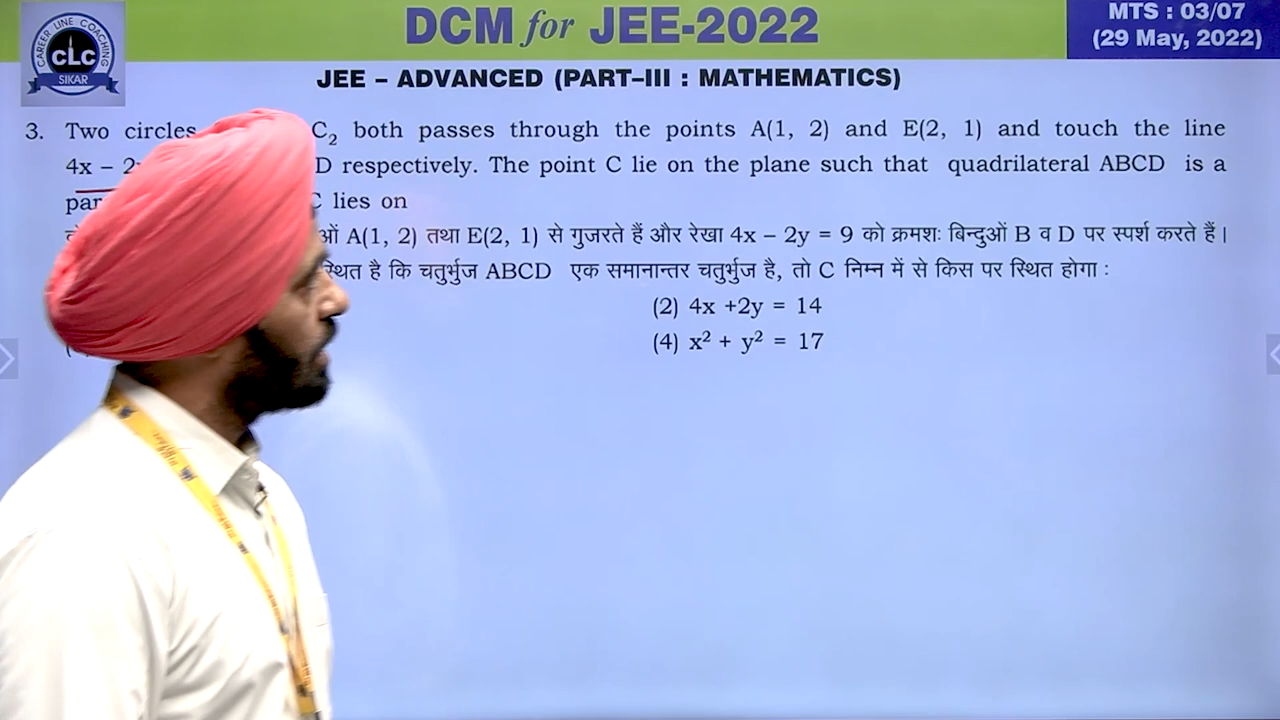 CAREER LINE COACHING
CLC
SIKAR
DCM for JEE-2022
MTS : 03/07
(29 May, 2022)
JEE – ADVANCED (PART–III : MATHEMATICS)
3. Two circles C₂ both passes through the points A(1, 2) and E(2, 1) and touch the line
4x – 2 D respectively. The point C lie on the plane such that quadrilateral ABCD is a
par C lies on
A(1, 2) तथा E(2, 1) से गुजरते हैं और रेखा 4x – 2y = 9 को क्रमशः बिन्दुओं B व D पर स्पर्श करते हैं।
कि चतुर्भुज ABCD एक समानान्तर चतुर्भुज है, तो C निम्न में से किस पर स्थित होगा :
(2) 4x +2y = 14
(4) x² + y² = 17